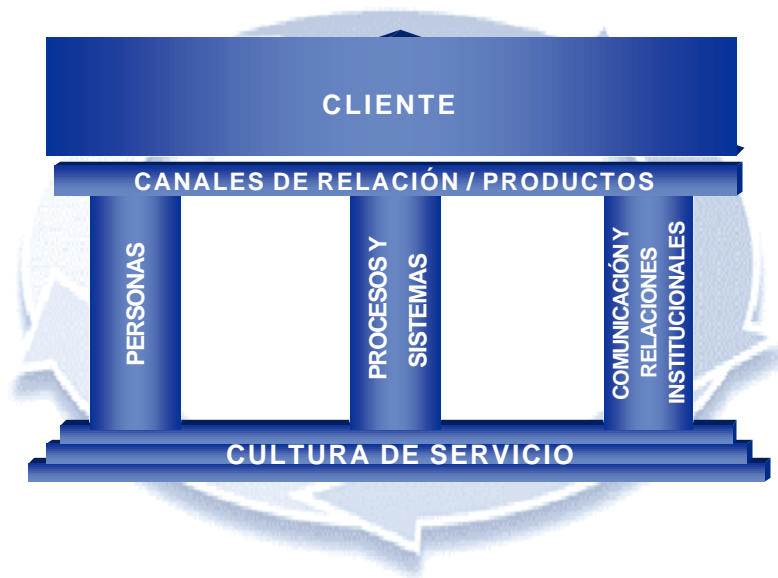 CLIENTE
CANALES DE RELACIÓN / PRODUCTOS
PERSONAS
PROCESOS Y
SISTEMAS
COMUNICACIÓN Y
RELACIONES
INSTITUCIONALES
CULTURA DE SERVICIO